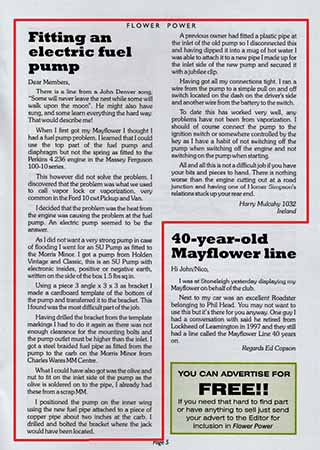 FLOWER POWER
Fitting an
electric fuel
pump
Dear Members,
There is a line from a John Denver song,
"Some will never leave the nest while some will
walk upon the moon". He might also have
sung, and some learn everything the hard way.
That would describe me!
When I first got my Mayflower I thought I
had a fuel pump problem. I learned that I could
use the top part of the fuel pump and
diaphragm but not the spring as fitted to the
Perkins 4.236 engine in the Massey Ferguson
100-10 series.
This however did not solve the problem. I
discovered that the problem was what we used
to call vapor lock or vaporization, very
common in the Ford 10 cwt Pickup and Van.
I decided that the problem was the heat from
the engine was causing the problem at the fuel
pump. An electric pump seemed to be the
answer.
As I did not want a very strong pump in case
of flooding I went for an SU Pump as fitted to
the Morris Minor. I got a pump from Holden
Vintage and Classic, this is an SU Pump with
electronic insides, positive or negative earth,
written on the side of the box 1.5 lbs sq in.
Using a piece 3 angle x 3 x 3 as bracket I
made a cardboard template of the bottom of
the pump and transferred it to the bracket. This
I found was the most difficult part of the job.
Having drilled the bracket from the template
markings I had to do it again as there was not
enough clearance for the mounting bolts and
the pump outlet must be higher than the inlet. I
got a steel braided fuel pipe as fitted from the
pump to the carb on the Morris Minor from
Charles Wares MM Centre.
What I could have also got was the olive and
nut to fit on the inlet side of the pump as the
olive is soldered on to the pipe, I already had
these from a scrap MM.
I positioned the pump on the inner wing
using the new fuel pipe attached to a piece of
copper pipe about two inches at the carb. I
drilled and bolted the bracket where the jack
would have been located.
A previous owner had fitted a plastic pipe at
the inlet of the old pump so I disconnected this
and having dipped it into a mug of hot water I
was able to attach it to a new pipe I made up for
the inlet side of the new pump and secured it
with a jubilee clip.
Having got all my connections tight. I ran a
wire from the pump to a simple pull on and off
switch located on the dash on the driver's side
and another wire from the battery to the switch.
To date this has worked very well, any
problems have not been from vaporization. I
should of course connect the pump to the
ignition switch or somewhere controlled by the
key as I have a habit of not switching off the
pump when switching off the engine and not
switching on the pump when starting.
All and all this is not a difficult job if you have
your bits and pieces to hand. There is nothing
worse than the engine cutting out at a road
junction and having one of Homer Simpson's
relations stuck up your rear end.
Harry Mulcahy 1032
Ireland
40-year-old
Mayflower line
Hi John/Nico,
I was at Stoneleigh yesterday displaying my
Mayflower on behalf of the club.
Next to my car was an excellent Roadster
belonging to Phil Head. You may not want to
use this but it's there for you anyway. One guy I
had a conversation with said he retired from
Lockheed of Leamington in 1997 and they still
had a line called the Mayflower Line 40 years
on.
Regards Ed Copson
YOU CAN ADVERTISE FOR
FREE!!
If you need that hard to find part
or have anything to sell just send
your advert to the Editor for
inclusion in Flower Power
Page 5